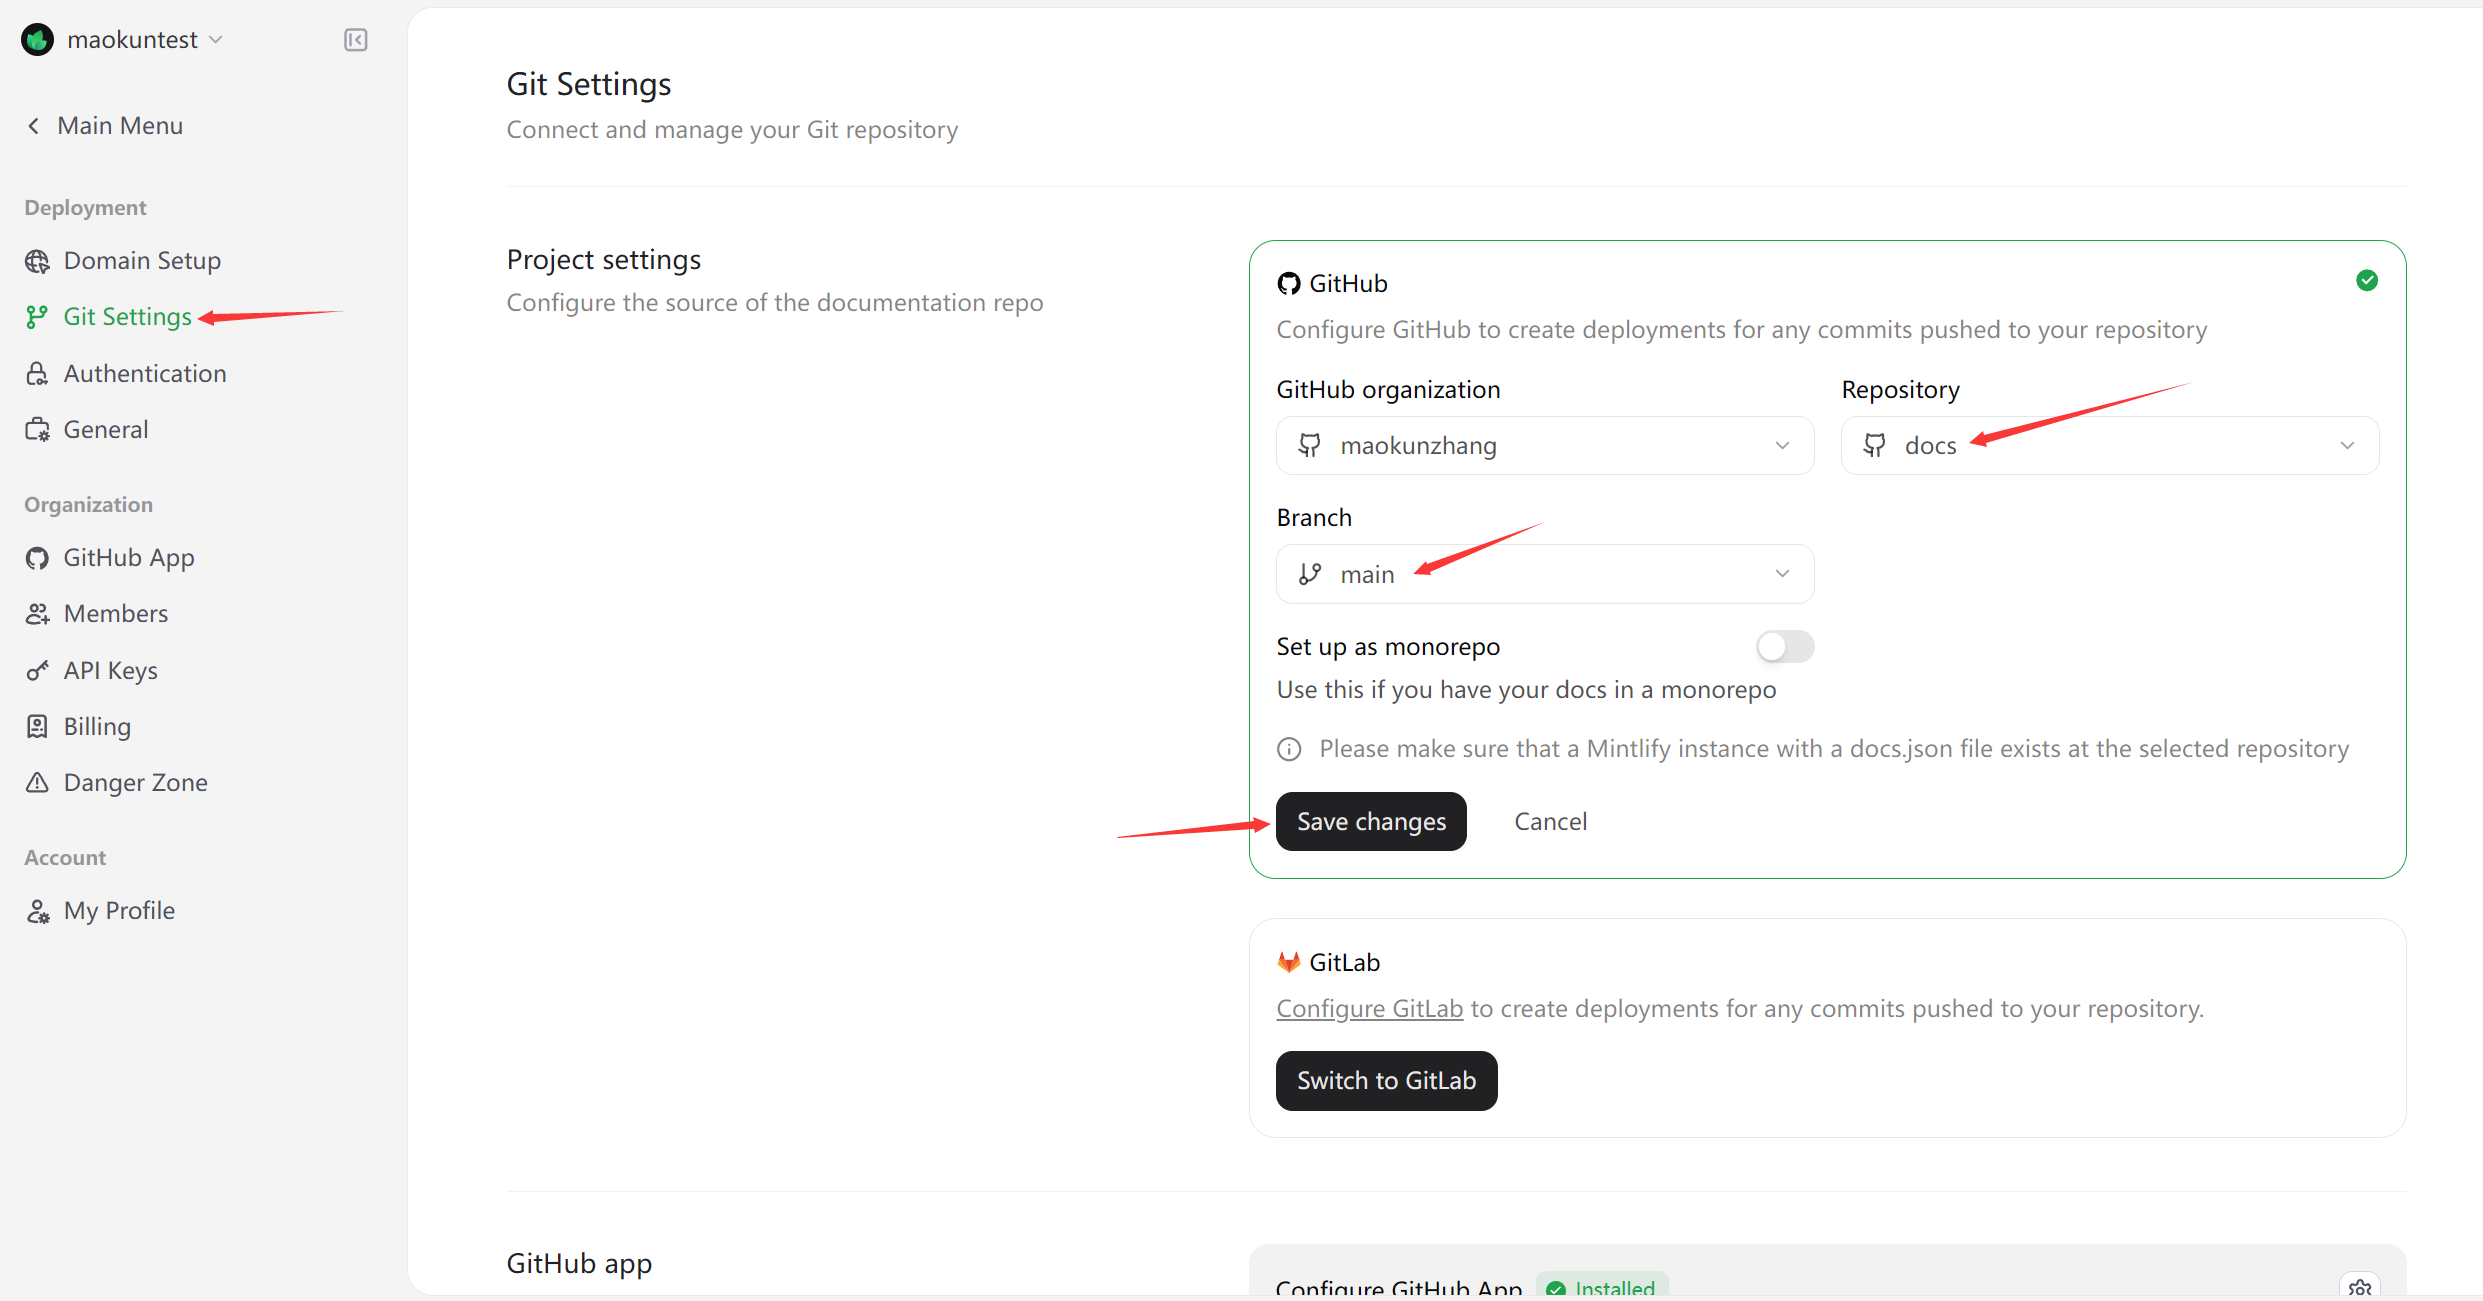 maokuntest
Main Menu
Deployment
Domain Setup
Git Settings
Authentication
General
Organization
GitHub App
Members
API Keys
Billing
Danger Zone
Account
My Profile
Git Settings
Connect and manage your Git repository
Project settings
Configure the source of the documentation repo
GitHub
Configure GitHub to create deployments for any commits pushed to your repository
GitHub organization
Repository
maokunzhang
docs
Branch
main
Set up as monorepo
Use this if you have your docs in a monorepo
Please make sure that a Mintlify instance with a docs.json file exists at the selected repository
Save changes
Cancel
GitLab
Configure GitLab to create deployments for any commits pushed to your repository.
Switch to GitLab
GitHub app
Configure GitHub App
Installed